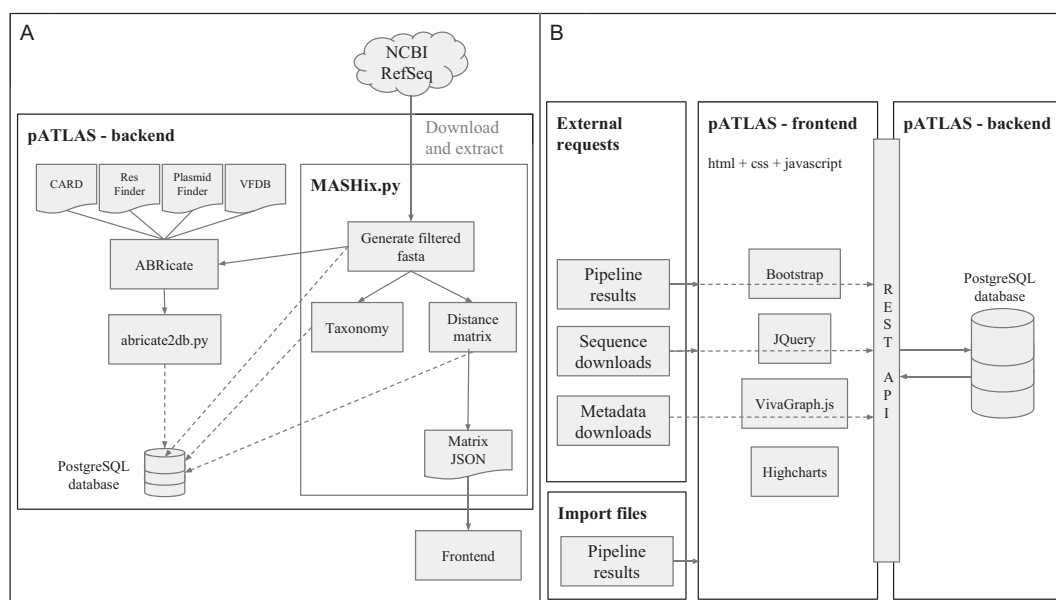 A
NCBI
RefSeq
pATLAS - backend
Download
and extract
CARD
Res
Finder
Plasmid
Finder
VFDB
MASHix.py
ABRicate
Generate filtered
fasta
abricate2db.py
Taxonomy
Distance
matrix
PostgreSQL
database
Matrix
JSON
Frontend
B
External
requests
pATLAS - frontend
pATLAS - backend
html + css + javascript
Pipeline
results
Bootstrap
Sequence
downloads
JQuery
Metadata
downloads
VivaGraph.js
Highcharts
REST API
PostgreSQL
database
Import files
Pipeline
results